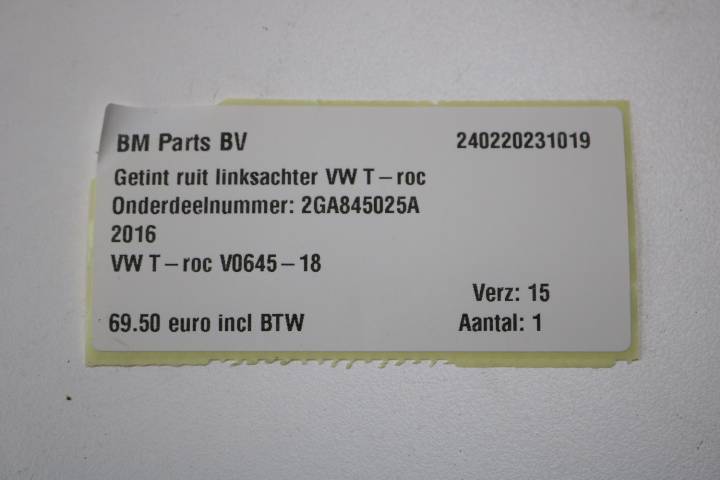 BM Parts BV 240220231019
Getint ruit linksachter VW T-roc
Onderdeelnummer: 2GA845025A
2016
VW T-roc V0645-18
Verz: 15
69.50 euro incl BTW Aantal: 1